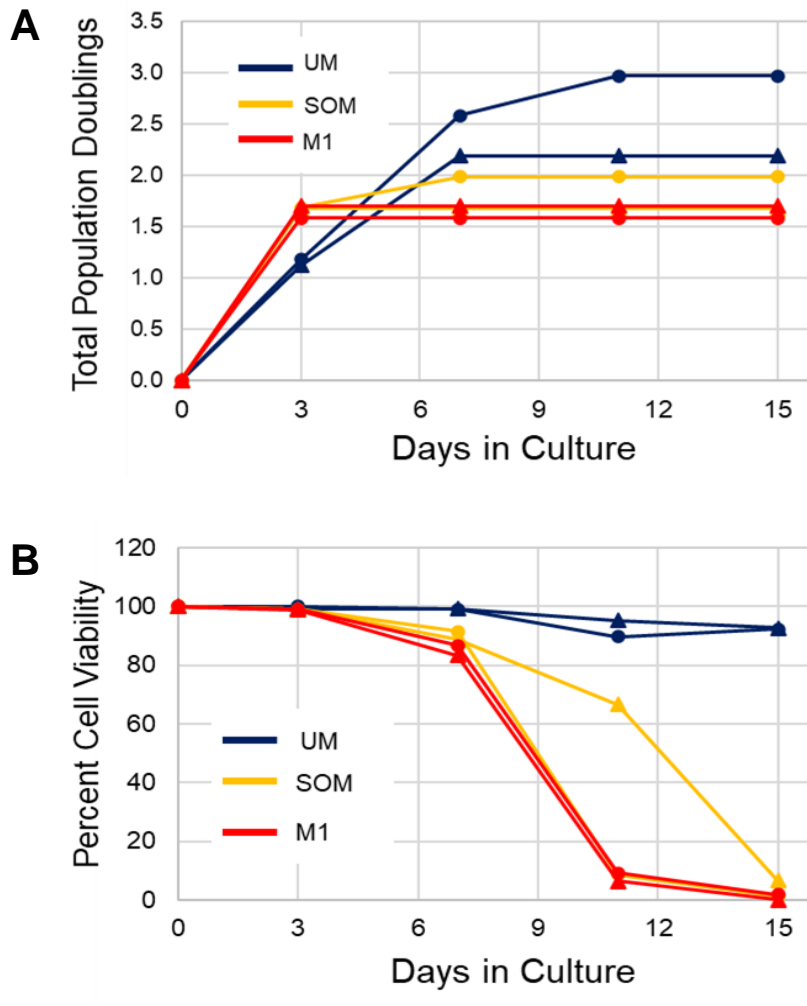 A
Total Population Doublings
3.5
3.0
2.5
2.0
1.5
1.0
0.5
0.0
UM
SOM
M1
0 3 6 9 12 15
Days in Culture
B
Percent Cell Viability
120
100
80
60
40
20
0
UM
SOM
M1
0 3 6 9 12 15
Days in Culture